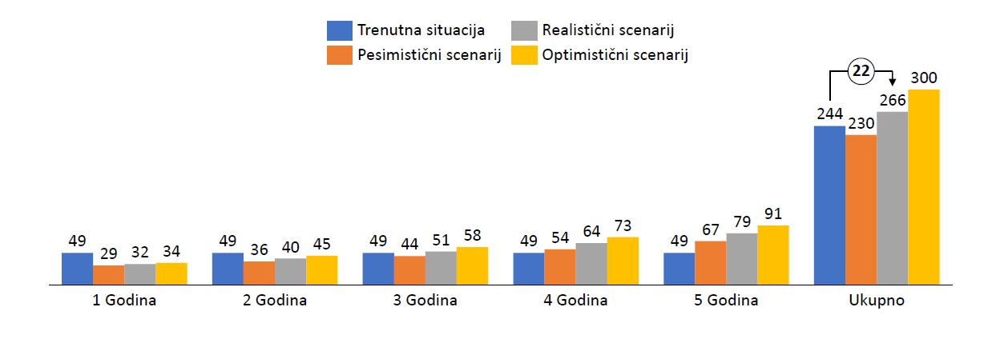 Trenutna situacija Realistični scenarij
Pesimistični scenarij Optimistični scenarij
22
300
244 230 266
49 29 32 34 49 36 40 45 49 44 51 58 49 54 64 73 49 67 79 91
1 Godina 2 Godina 3 Godina 4 Godina 5 Godina Ukupno